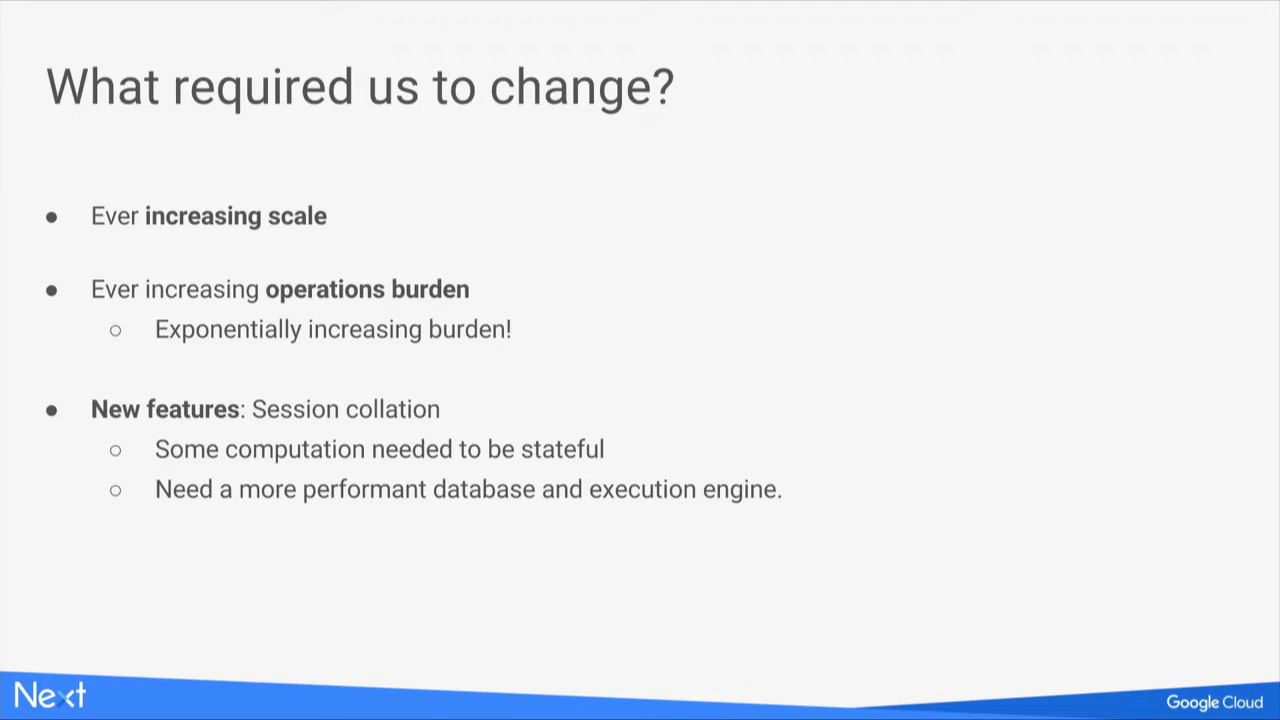 What required us to change?
● Ever increasing scale
● Ever increasing operations burden
○ Exponentially increasing burden!
● New features: Session collation
○ Some computation needed to be stateful
○ Need a more performant database and execution engine.
Next
Google Cloud